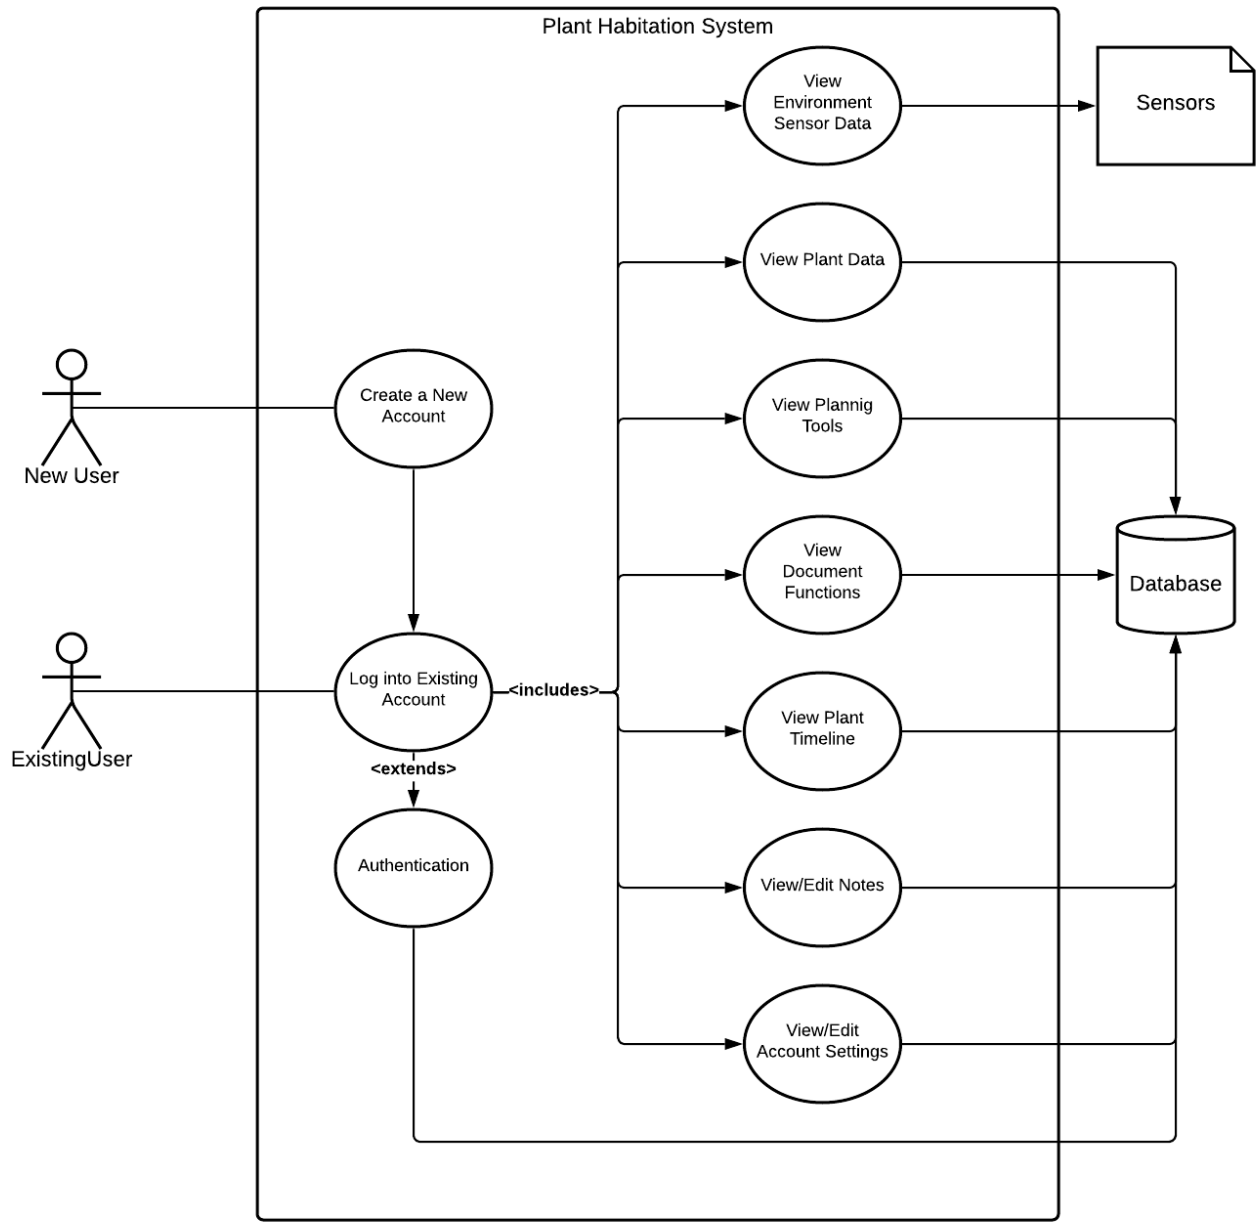 Plant Habitation System
View
Environment
Sensor Data
Sensors
View Plant Data
Create a New
Account
View Plannig
Tools
New User
View
Document
Functions
Database
Log into Existing
Account
<includes>
View Plant
Timeline
ExistingUser
<extends>
Authentication
View/Edit Notes
View/Edit
Account Settings